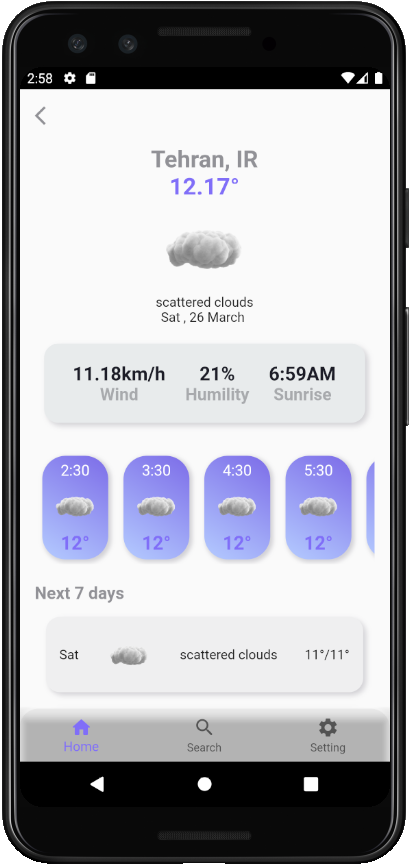 2:58
Tehran, IR
12.17°
scattered clouds
Sat , 26 March
11.18km/h 21% 6:59AM
Wind Humility Sunrise
2:30 3:30 4:30 5:30
12° 12° 12° 12°
Next 7 days
Sat scattered clouds 11°/11°
Home Search Setting